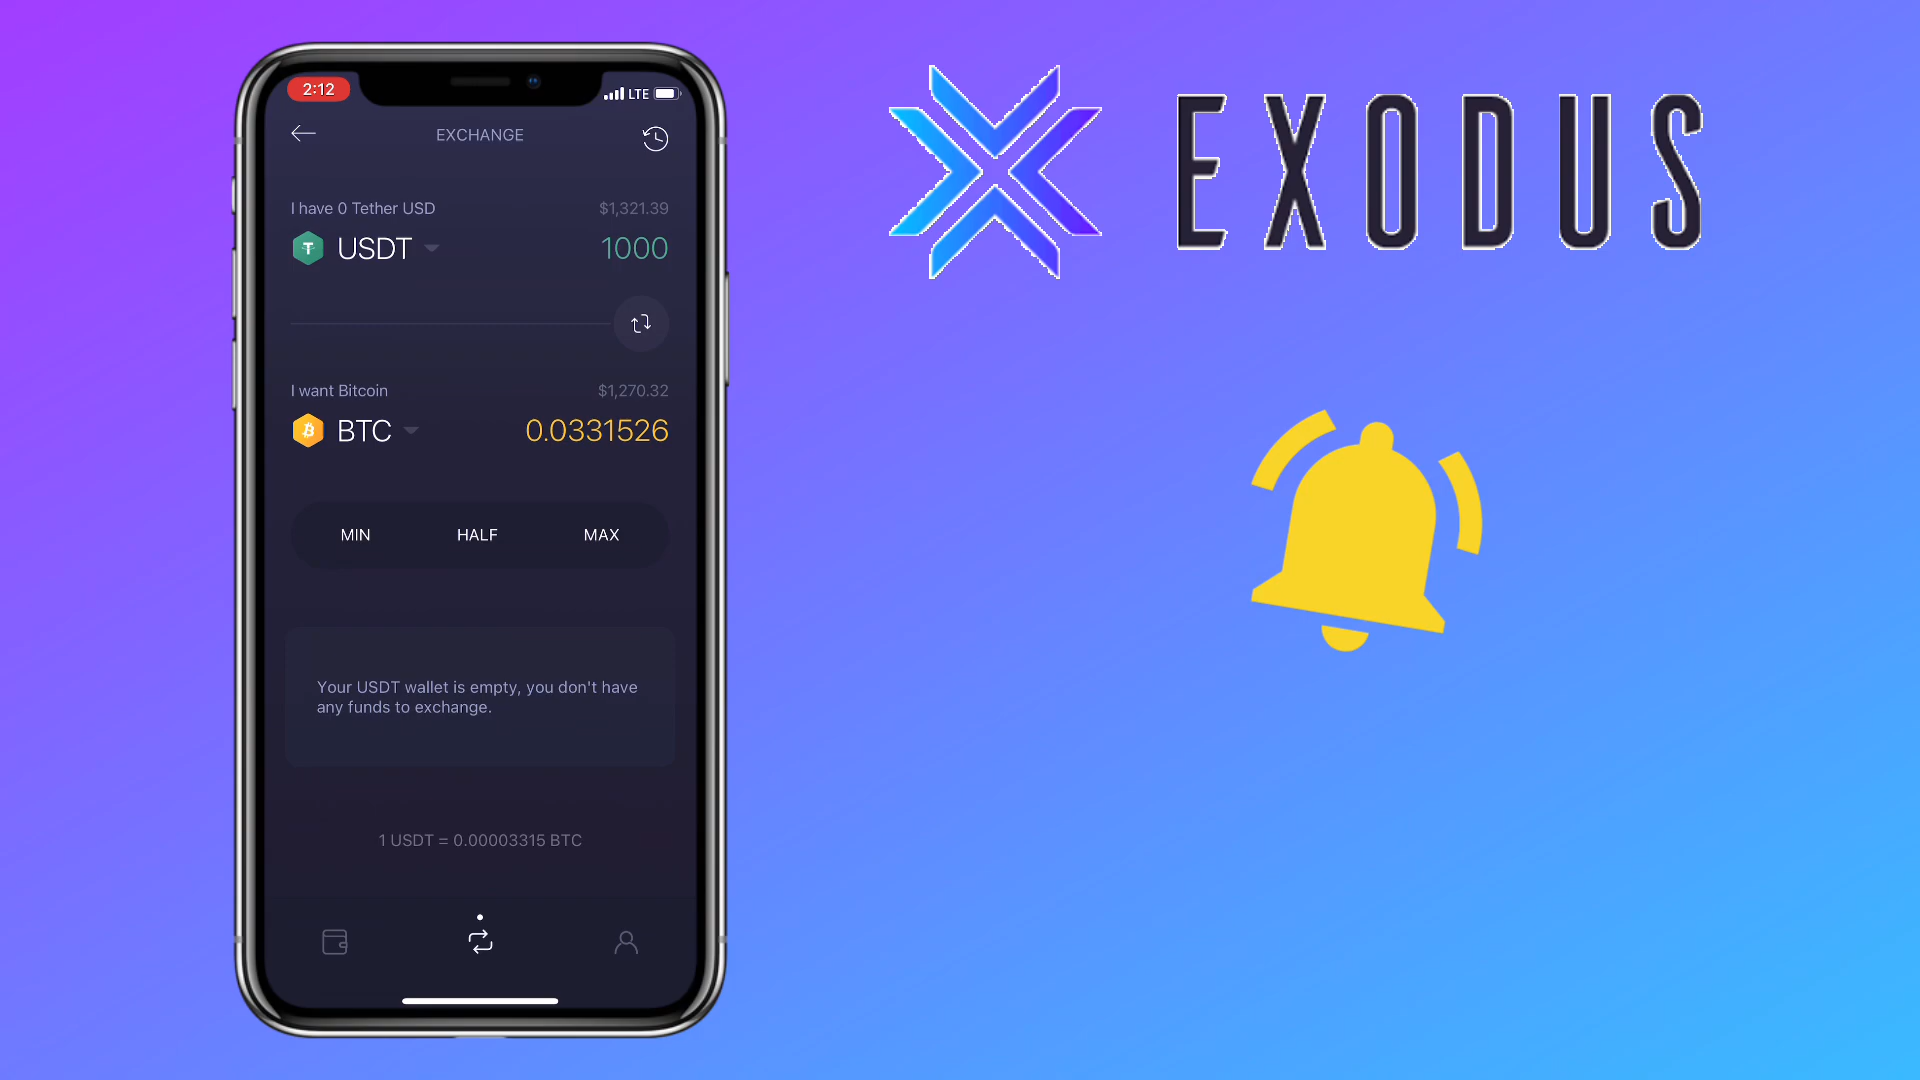 2:12
LTE
EXCHANGE
I have 0 Tether USD
$1,321.39
USDT
1000
I want Bitcoin
$1,270.32
BTC
0.0331526
MIN
HALF
MAX
Your USDT wallet is empty, you don't have
any funds to exchange.
1 USDT = 0.00003315 BTC
EXODUS